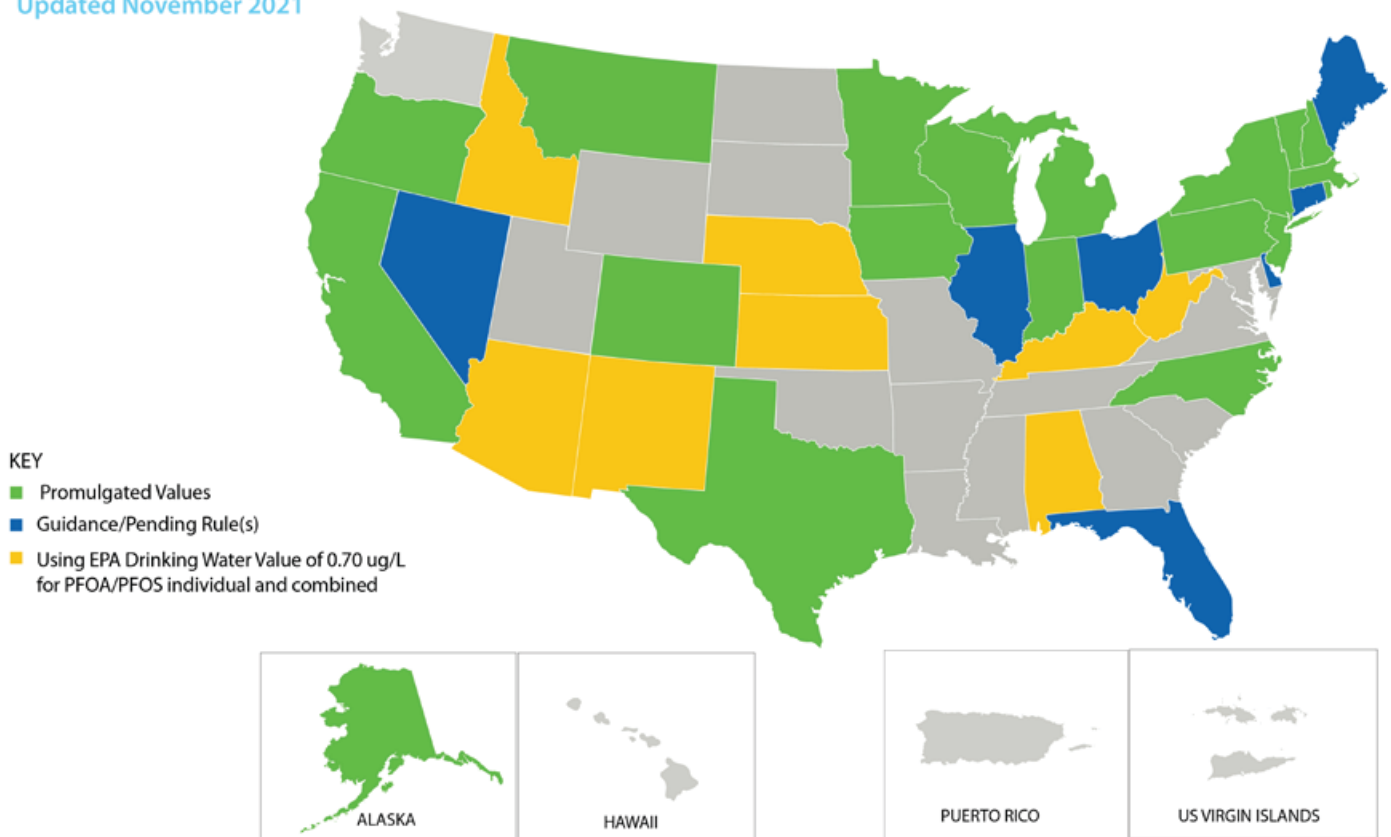 Updated November 2021
KEY
Promulgated Values
Guidance/Pending Rule(s)
Using EPA Drinking Water Value of 0.70 ug/L
for PFOA/PFOS individual and combined
ALASKA
HAWAII
PUERTO RICO
US VIRGIN ISLANDS